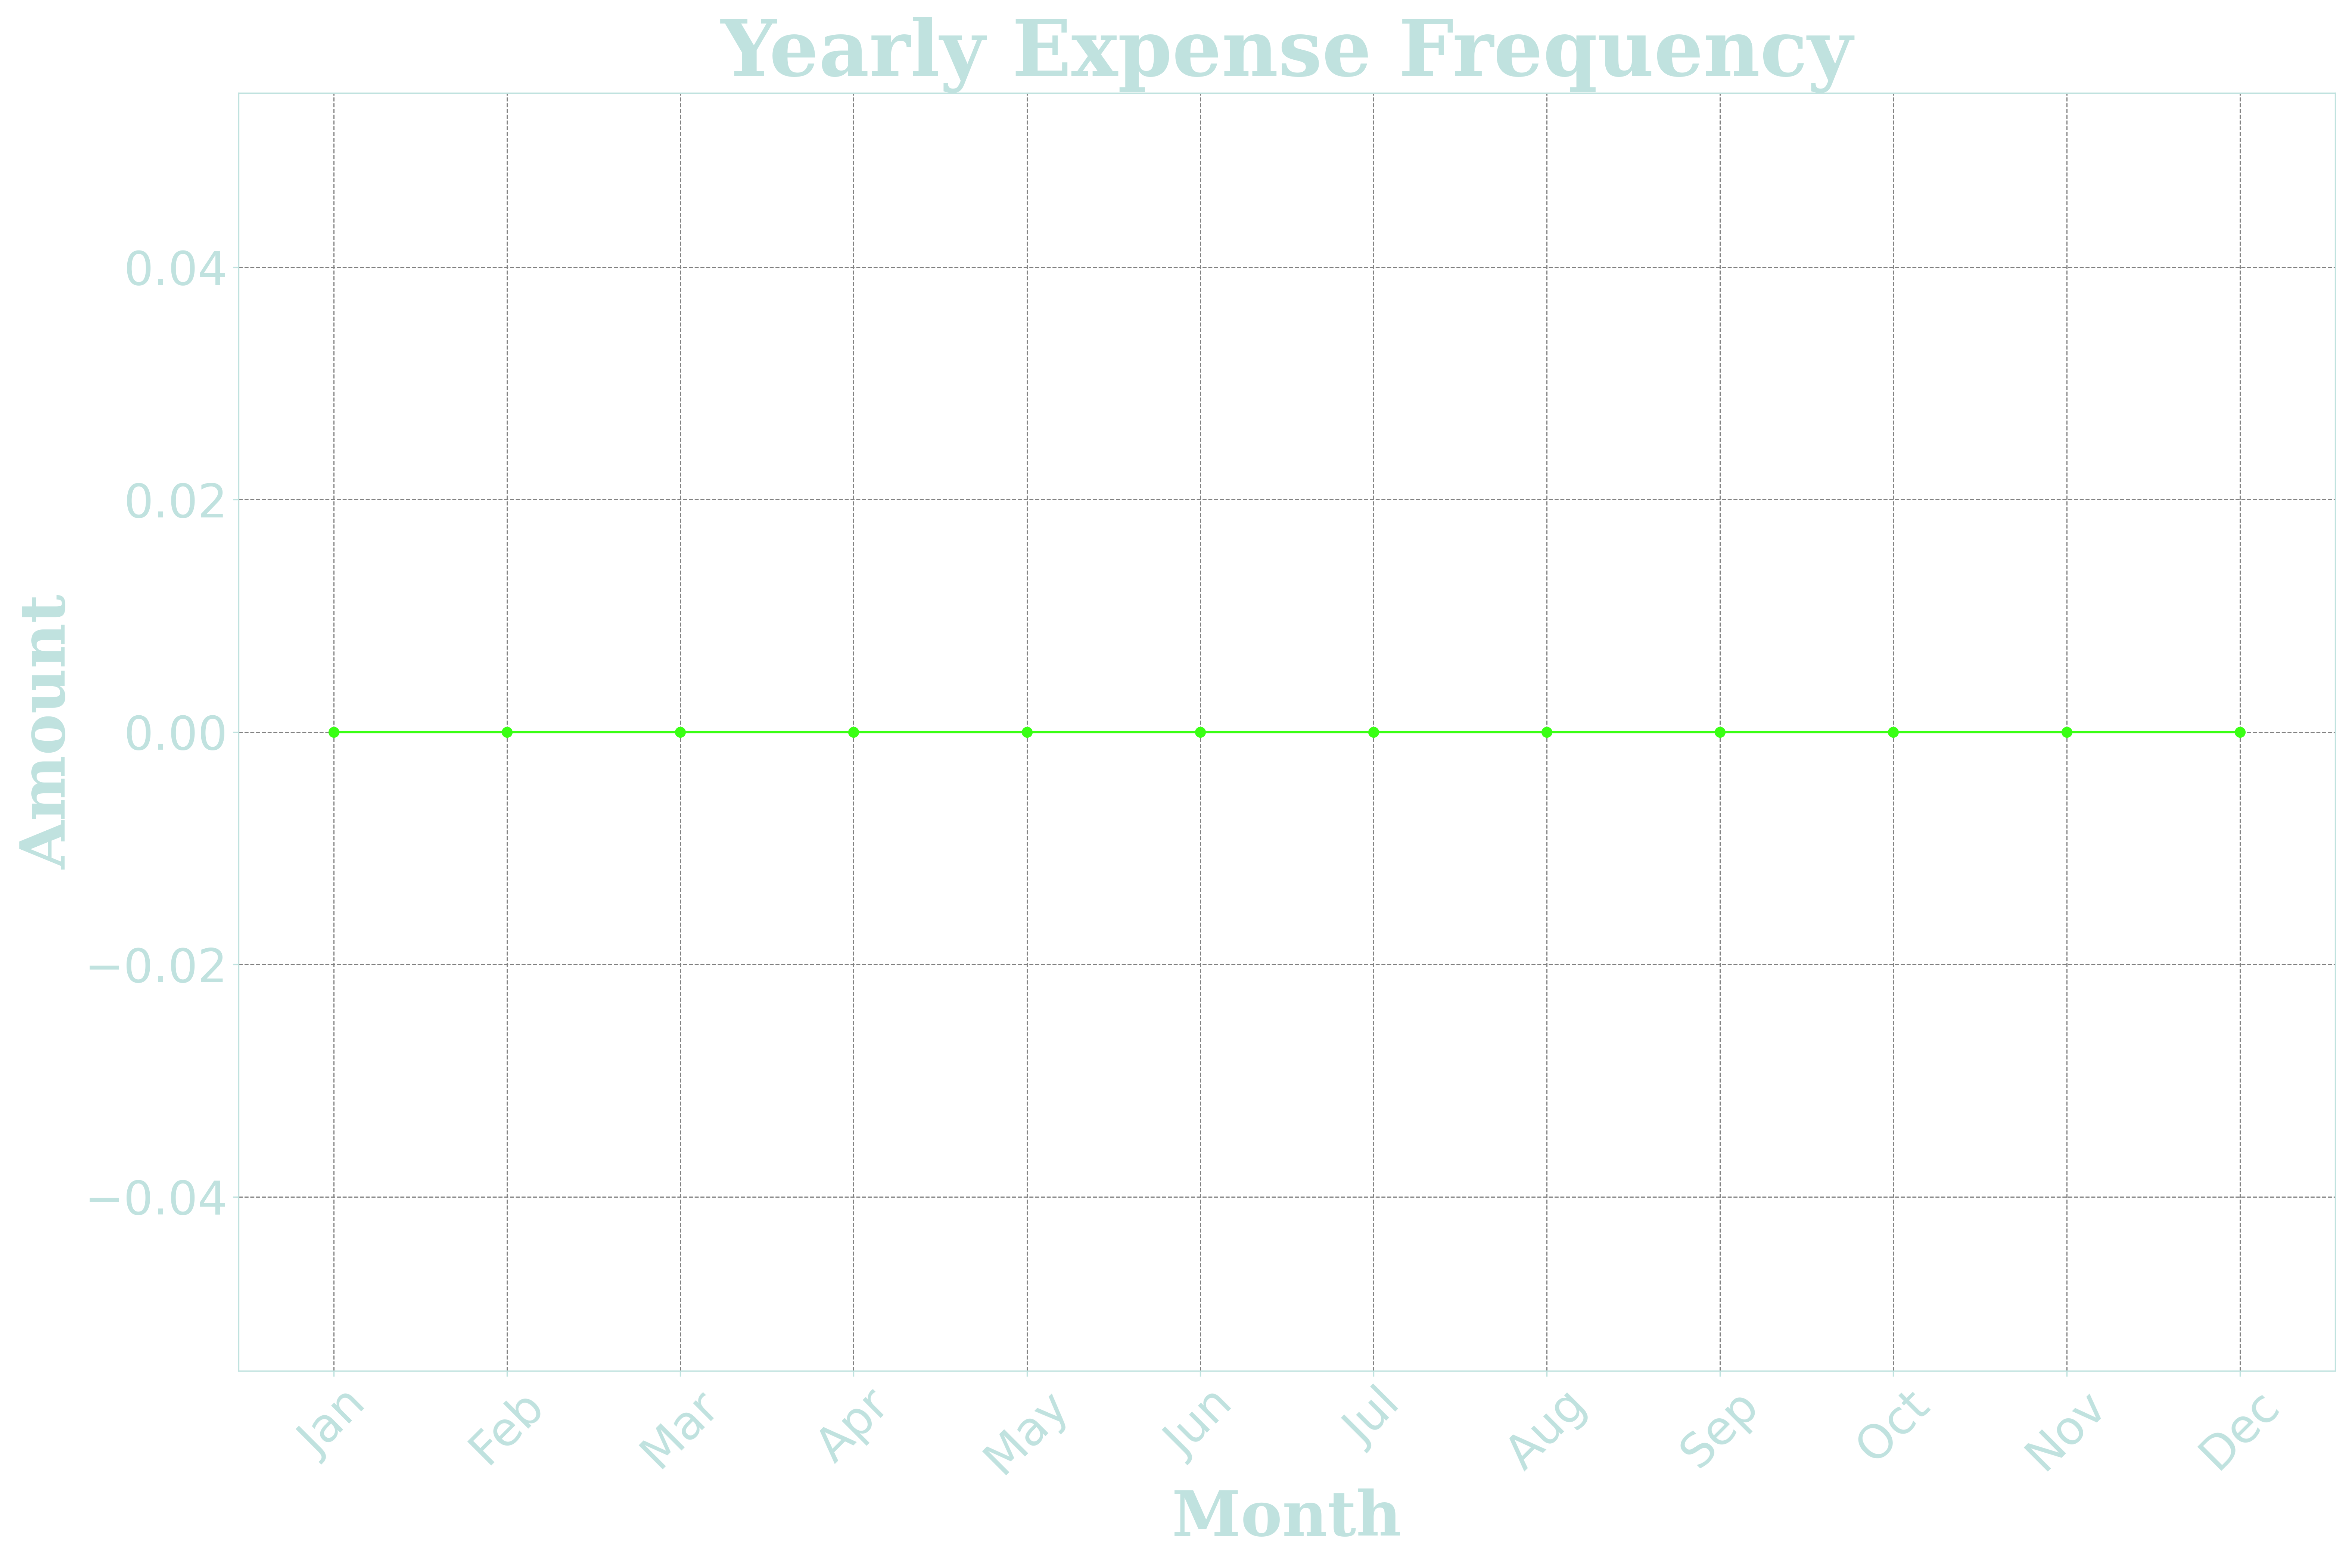 Yearly Expense Frequency
Amount
0.04
0.02
0.00
−0.02
−0.04
Jan Feb Mar Apr May Jun Jul Aug Sep Oct Nov Dec
Month